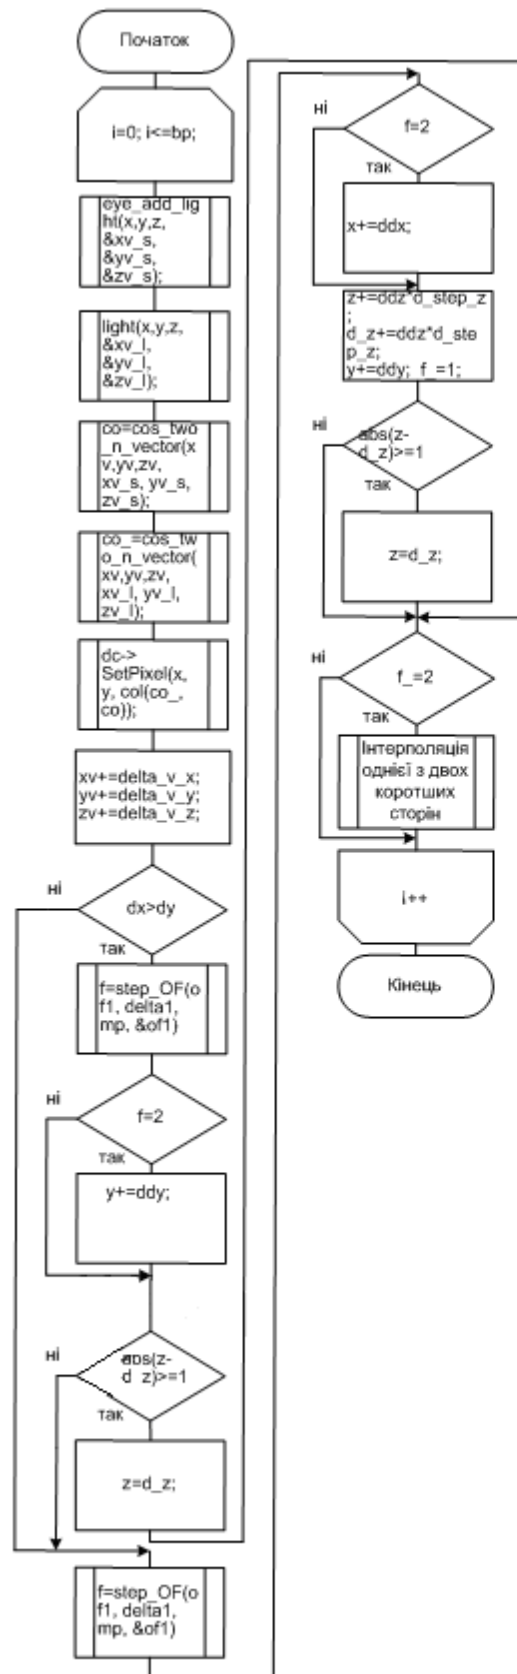 Початок
i=0; i<=bp;
eye_add_lig
ht(x,y,z,
&xv_s,
&yv_s,
&zv_s);
light(x,y,z,
&xv_l,
&yv_l,
&zv_l);
co=cos_two
_n_vector(x
v,yv,zv,
xv_s, yv_s,
zv_s);
co_=cos_tw
o_n_vector(
xv,yv,zv,
xv_l, yv_l,
zv_l);
dc->
SetPixel(x,
y, col(co_,
co));
xv+=delta_v_x;
yv+=delta_v_y;
zv+=delta_v_z;
ні
dx>dy
так
f=step_OF(o
f1, delta1,
mp, &of1)
ні
f=2
так
y+=ddy;
ні
abs(z-
d_z)>=1
так
z=d_z;
f=step_OF(o
f1, delta1,
mp, &of1)
ні
f=2
так
x+=ddx;
z+=ddz*d_step_z
;
d_z+=ddz*d_ste
p_z;
y+=ddy; f_=1;
ні
abs(z-
d_z)>=1
так
z=d_z;
ні
f_=2
так
Інтерполяція
однієї з двох
коротших
сторін
i++
Кінець